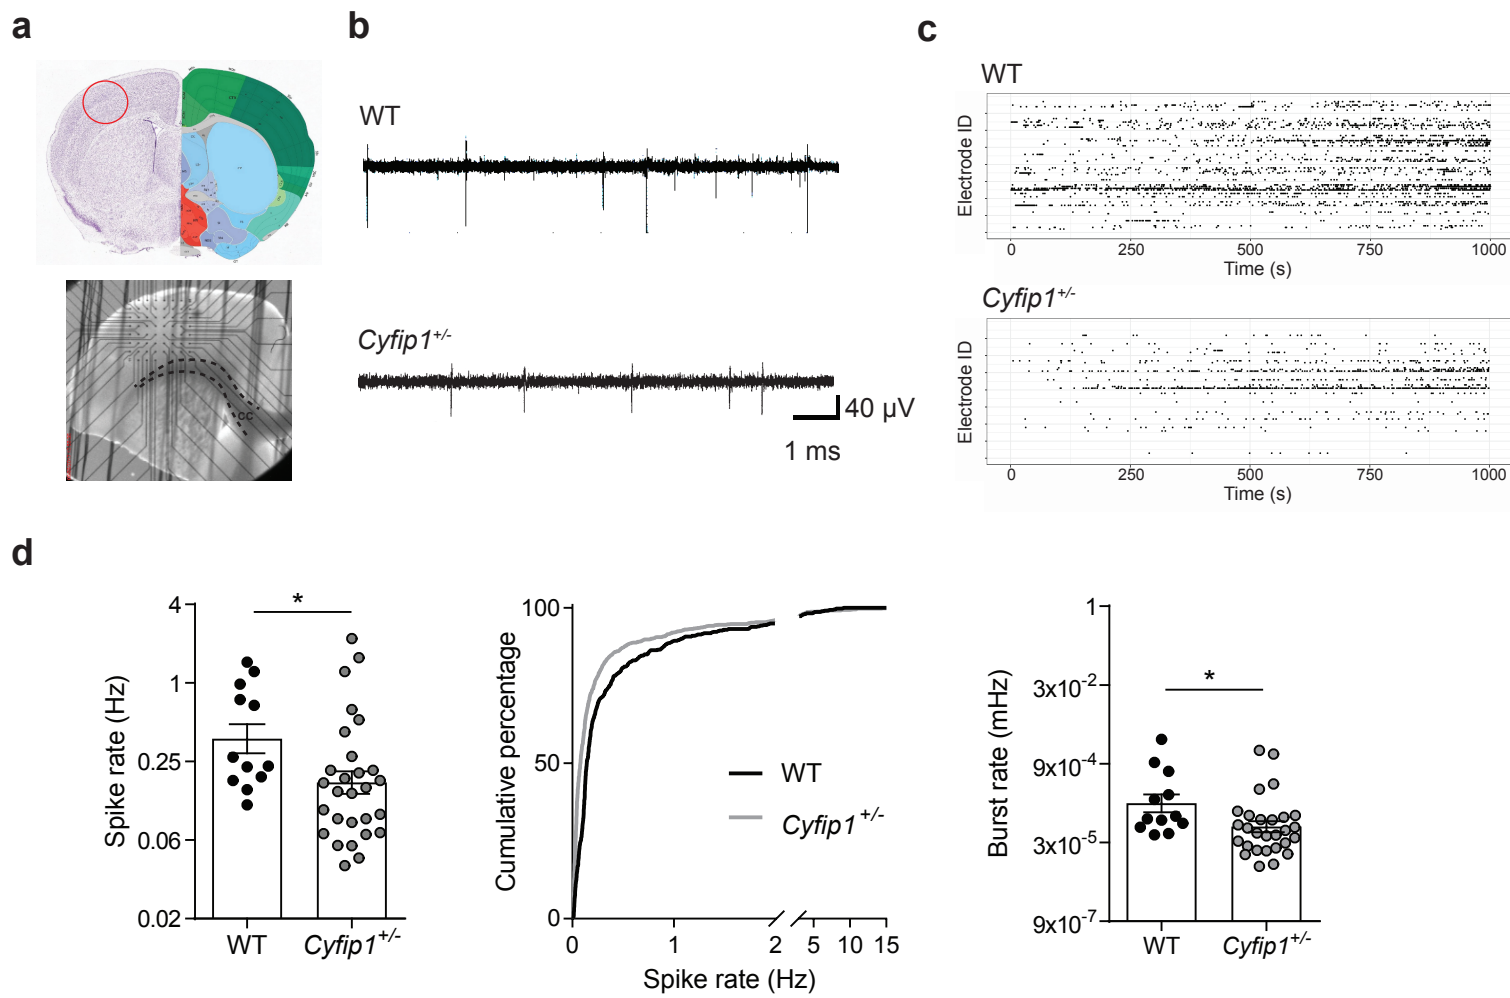 a
b
c
WT
Cyfip1+/-
40 µV
1 ms
CC
WT
Electrode ID
0 250 500 750 1000
Time (s)
Cyfip1+/-
Electrode ID
0 250 500 750 1000
Time (s)
d
Spike rate (Hz)
4
1
0.25
0.06
0.02
*
WT Cyfip1+/-
Cumulative percentage
100
50
0
WT
Cyfip1+/-
0 1 2 5 10 15
Spike rate (Hz)
Burst rate (mHz)
1
3x10-2
9x10-4
3x10-5
9x10-7
*
WT Cyfip1+/-